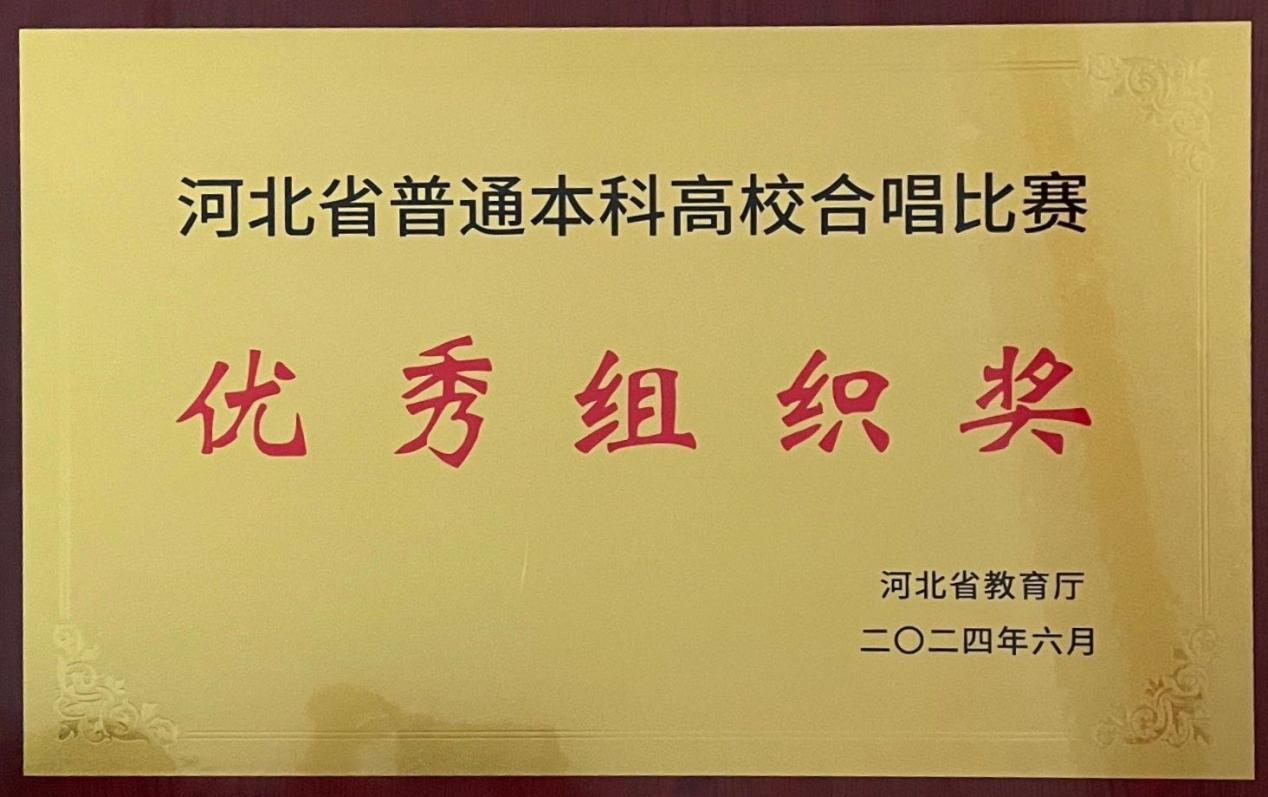 河北省普通本科高校合唱比赛
优秀组织奖
河北省教育厅
二〇二四年六月